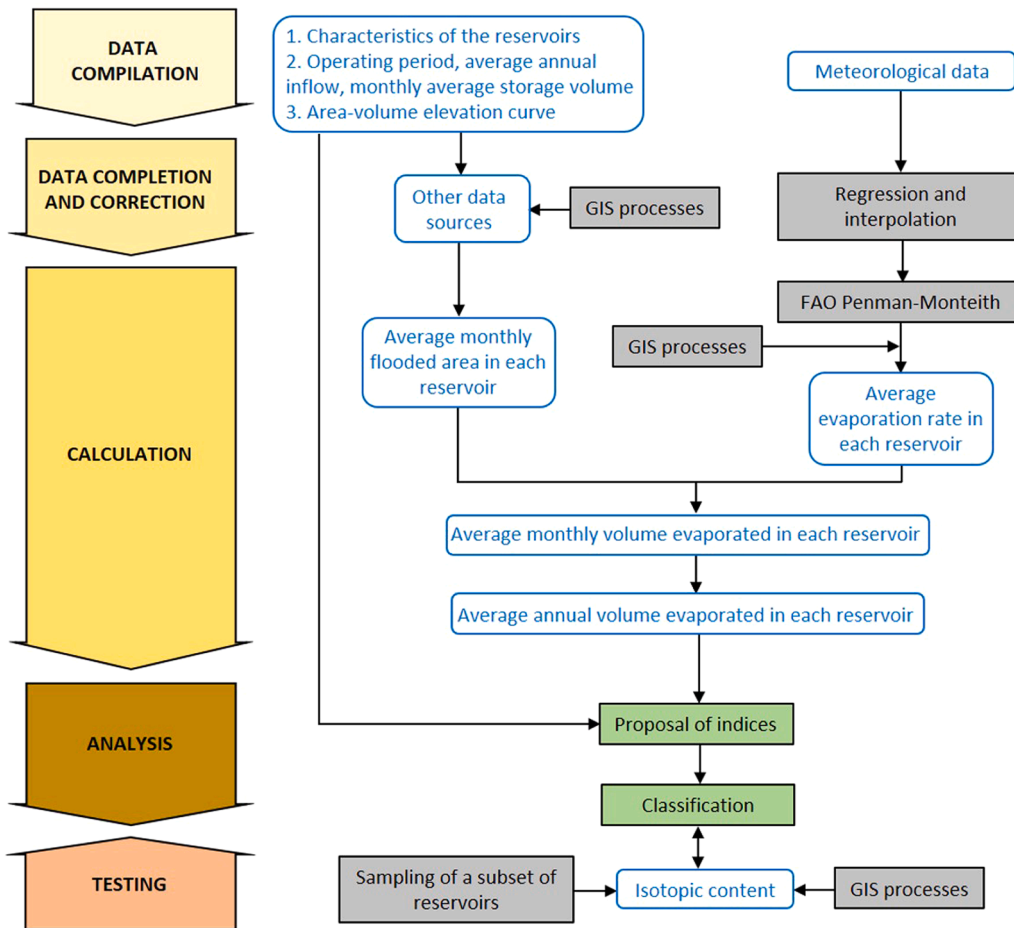 DATA
COMPILATION
1. Characteristics of the reservoirs
2. Operating period, average annual
inflow, monthly average storage volume
3. Area-volume elevation curve
Meteorological data
DATA COMPLETION
AND CORRECTION
Other data
sources
GIS processes
Regression and
interpolation
FAO Penman-Monteith
CALCULATION
Average monthly
flooded area in each
reservoir
GIS processes
Average
evaporation rate in
each reservoir
Average monthly volume evaporated in each reservoir
Average annual volume evaporated in each reservoir
ANALYSIS
Proposal of indices
Classification
TESTING
Sampling of a subset of
reservoirs
Isotopic content
GIS processes